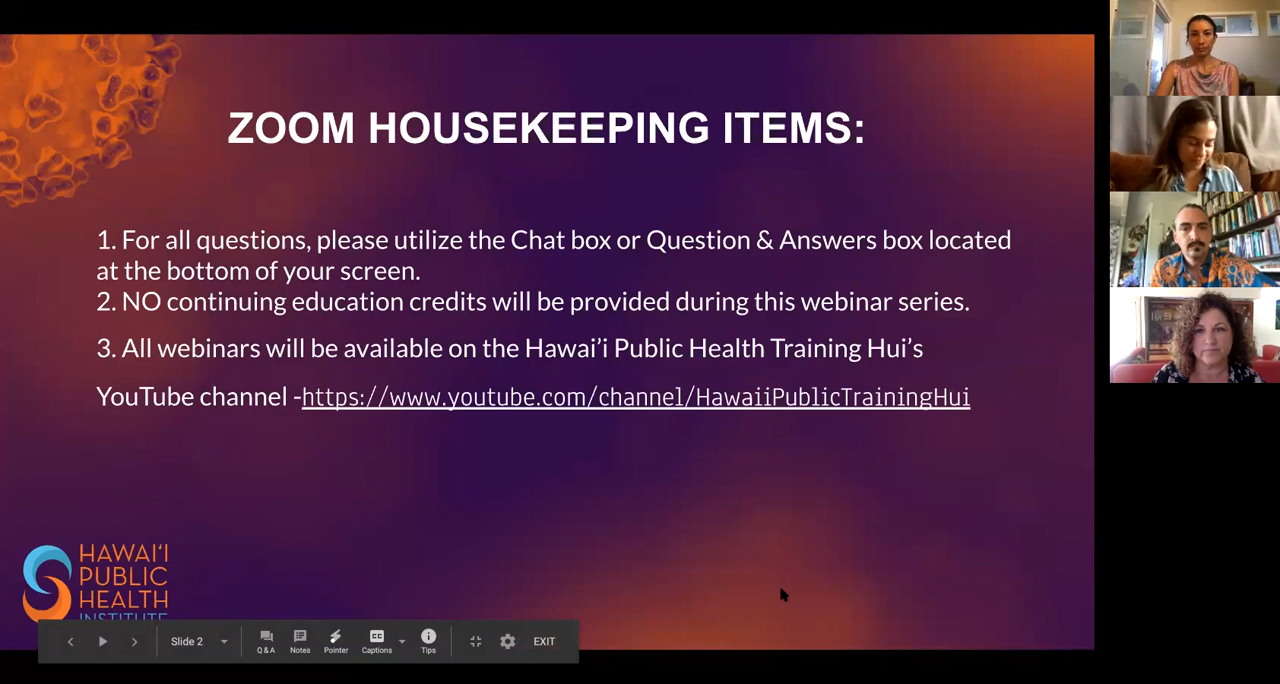 ZOOM HOUSEKEEPING ITEMS:
1. For all questions, please utilize the Chat box or Question & Answers box located
at the bottom of your screen.
2. NO continuing education credits will be provided during this webinar series.
3. All webinars will be available on the Hawai’i Public Health Training Hui’s
YouTube channel -https://www.youtube.com/channel/HawaiiPublicTrainingHui
HAWAI‘I
PUBLIC
HEALTH
INSTITUTE
Slide 2
Q & A
Notes
Pointer
CC
Captions
Tips
EXIT